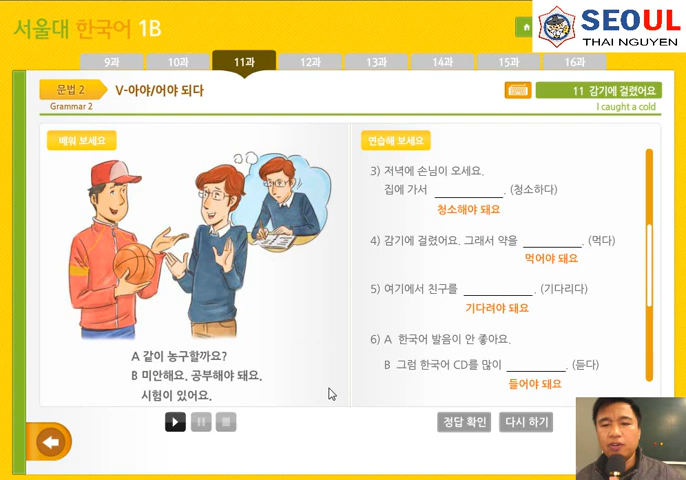 서울대 한국어 1B
SEOUL
THAI NGUYEN
9과
10과
11과
12과
13과
14과
15과
16과
문법 2
Grammar 2
V-아야/어야 되다
11 감기에 걸렸어요
I caught a cold
배워 보세요
연습해 보세요
A 같이 농구할까요?
B 미안해요. 공부해야 돼요.
시험이 있어요.
3) 저녁에 손님이 오세요.
집에 가서 __________. (청소하다)
청소해야 돼요
4) 감기에 걸렸어요. 그래서 약을 __________. (먹다)
먹어야 돼요
5) 여기에서 친구를 __________. (기다리다)
기다려야 돼요
6) A 한국어 발음이 안 좋아요.
B 그럼 한국어 CD를 많이 __________. (듣다)
들어야 돼요
정답 확인
다시 하기